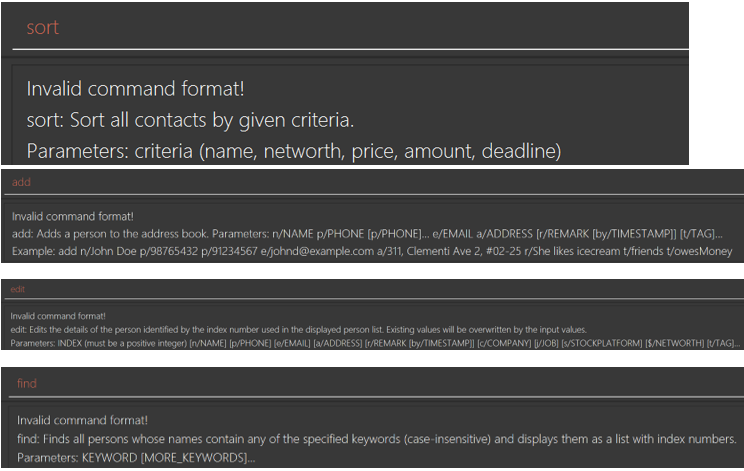 sort
Invalid command format!
sort: Sort all contacts by given criteria.
Parameters: criteria (name, networth, price, amount, deadline)
add
Invalid command format!
add: Adds a person to the address book. Parameters: n/NAME p/PHONE [p/PHONE]... e/EMAIL a/ADDRESS [r/REMARK [by/TIMESTAMP]] [t/TAG]...
Example: add n/John Doe p/98765432 p/91234567 e/johnd@example.com a/311, Clementi Ave 2, #02-25 r/She likes icecream t/friends t/owesMoney
edit
Invalid command format!
edit: Edits the details of the person identified by the index number used in the displayed person list. Existing values will be overwritten by the input values.
Parameters: INDEX (must be a positive integer) [n/NAME] [p/PHONE] [e/EMAIL] [a/ADDRESS] [r/REMARK [by/TIMESTAMP]] [c/COMPANY] [j/JOB] [s/STOCKPLATFORM] [$/NETWORTH] [t/TAG]...
find
Invalid command format!
find: Finds all persons whose names contain any of the specified keywords (case-insensitive) and displays them as a list with index numbers.
Parameters: KEYWORD [MORE_KEYWORDS]...